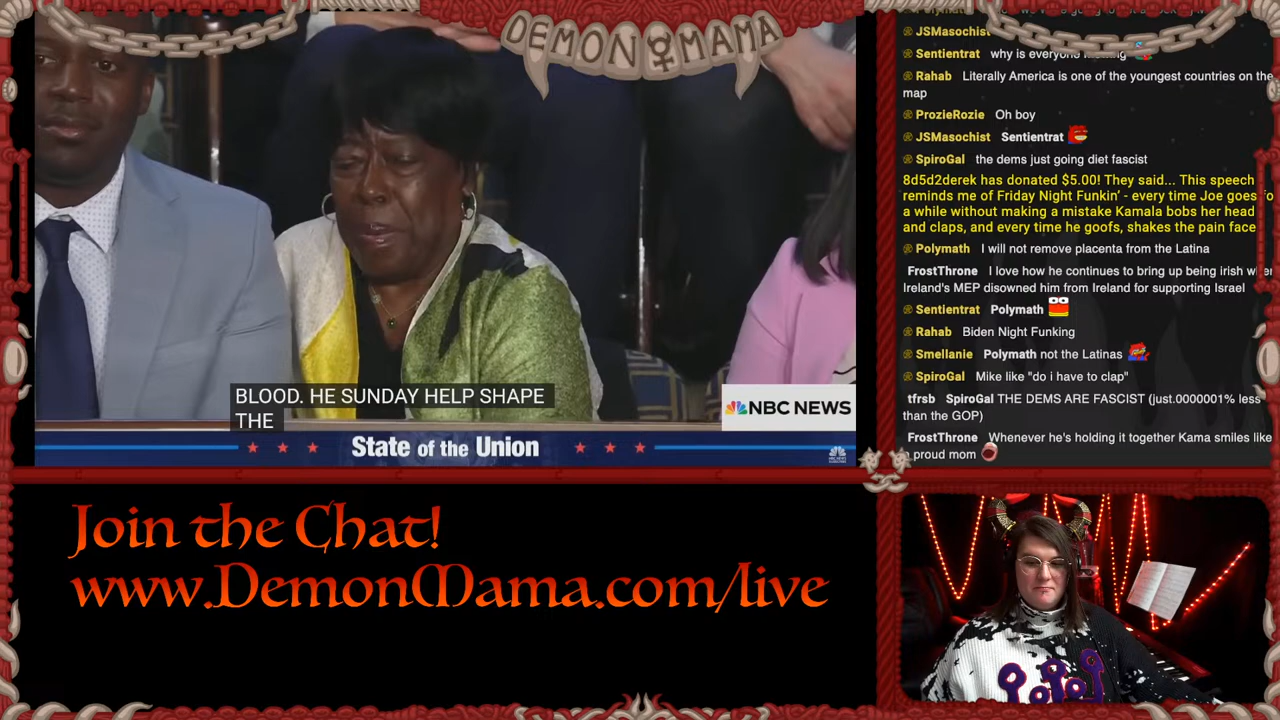 DEMON MAMA
JSMasochist
Sentientrat why is everyone
Rahab Literally America is one of the youngest countries on the
map
ProzieRozie Oh boy
JSMasochist Sentientrat
SpiroGal the dems just going diet fascist
8d5d2derek has donated $5.00! They said... This speech
reminds me of Friday Night Funkin' - every time Joe goes fo
a while without making a mistake Kamala bobs her head
and claps, and every time he goofs, shakes the pain face
Polymath I will not remove placenta from the Latina
FrostThrone I love how he continues to bring up being irish when
Ireland's MEP disowned him from Ireland for supporting Israel
Sentientrat Polymath
Rahab Biden Night Funking
Smellanie Polymath not the Latinas
SpiroGal Mike like "do i have to clap"
tfrsb SpiroGal THE DEMS ARE FASCIST (just.0000001% less
than the GOP)
FrostThrone Whenever he's holding it together Kama smiles like
proud mom
BLOOD. HE SUNDAY HELP SHAPE
THE
NBC NEWS
State of the Union
Join the Chat!
www.DemonMama.com/live